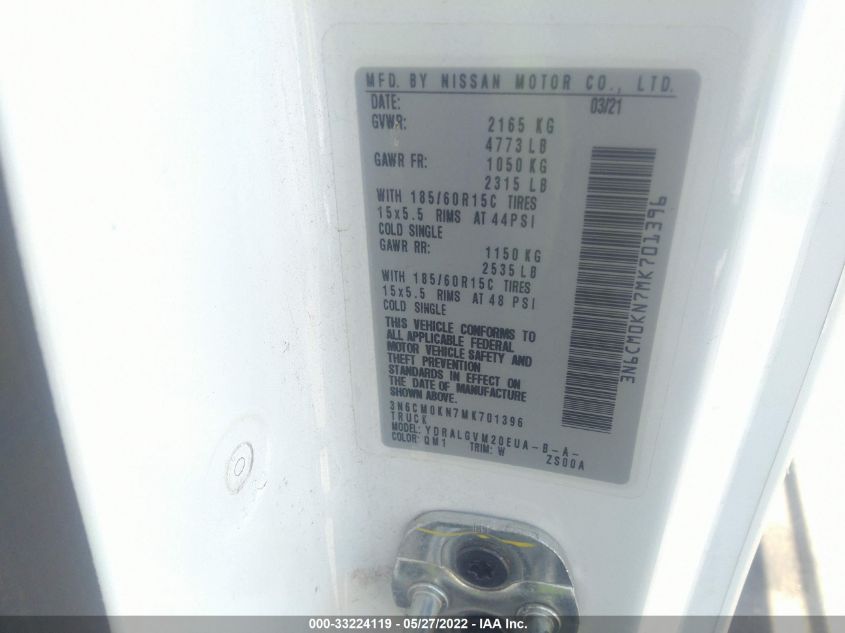 MFD. BY NISSAN MOTOR CO., LTD.
DATE: 03/21
GVWR: 2165 KG
4773 LB
GAWR FR: 1050 KG
2315 LB
WITH 185/60R15C TIRES
15x5.5 RIMS AT 44PSI
COLD SINGLE
GAWR RR: 1150 KG
2535 LB
WITH 185/60R15C TIRES
15x5.5 RIMS AT 48 PSI
COLD SINGLE
THIS VEHICLE CONFORMS TO
ALL APPLICABLE FEDERAL
MOTOR VEHICLE SAFETY AND
THEFT PREVENTION
STANDARDS IN EFFECT ON
THE DATE OF MANUFACTURE
SHOWN ABOVE.
3N6CM0KN7MK701396
TRUCK
MODEL: YDRALGVM20EUA-B-A-
COLOR: QM1 TRIM: W ZS00A
3N6CM0KN7MK701396
000-33224119 - 05/27/2022 - IAA Inc.